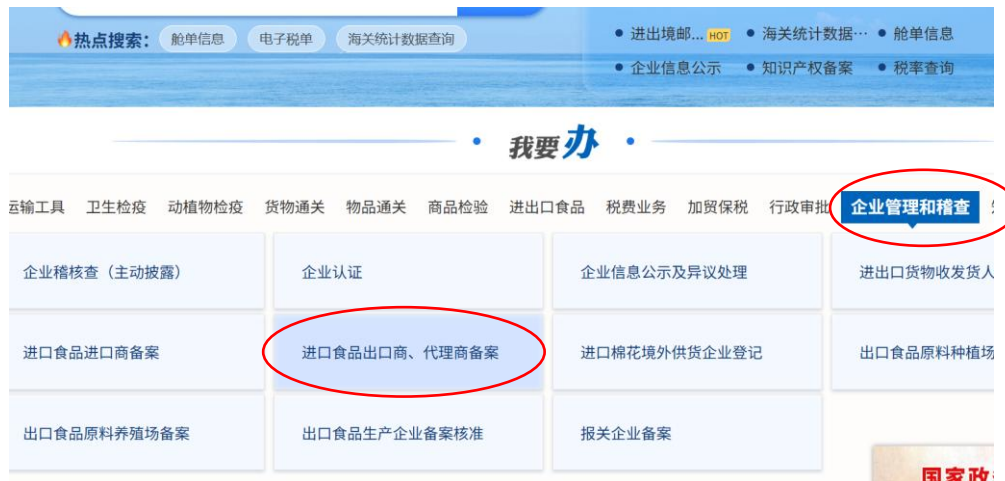 热点搜索： 舱单信息 电子税单 海关统计数据查询
进出境邮... HOT 海关统计数据… 舱单信息
企业信息公示 知识产权备案 税率查询
我要办
运输工具 卫生检疫 动植物检疫 货物通关 物品通关 商品检验 进出口食品 税费业务 加贸保税 行政审批 企业管理和稽查
企业稽核查（主动披露） 企业认证 企业信息公示及异议处理 进出口货物收发货人
进口食品进口商备案 进口食品出口商、代理商备案 进口棉花境外供货企业登记 出口食品原料种植场
出口食品原料养殖场备案 出口食品生产企业备案核准 报关企业备案
国家政